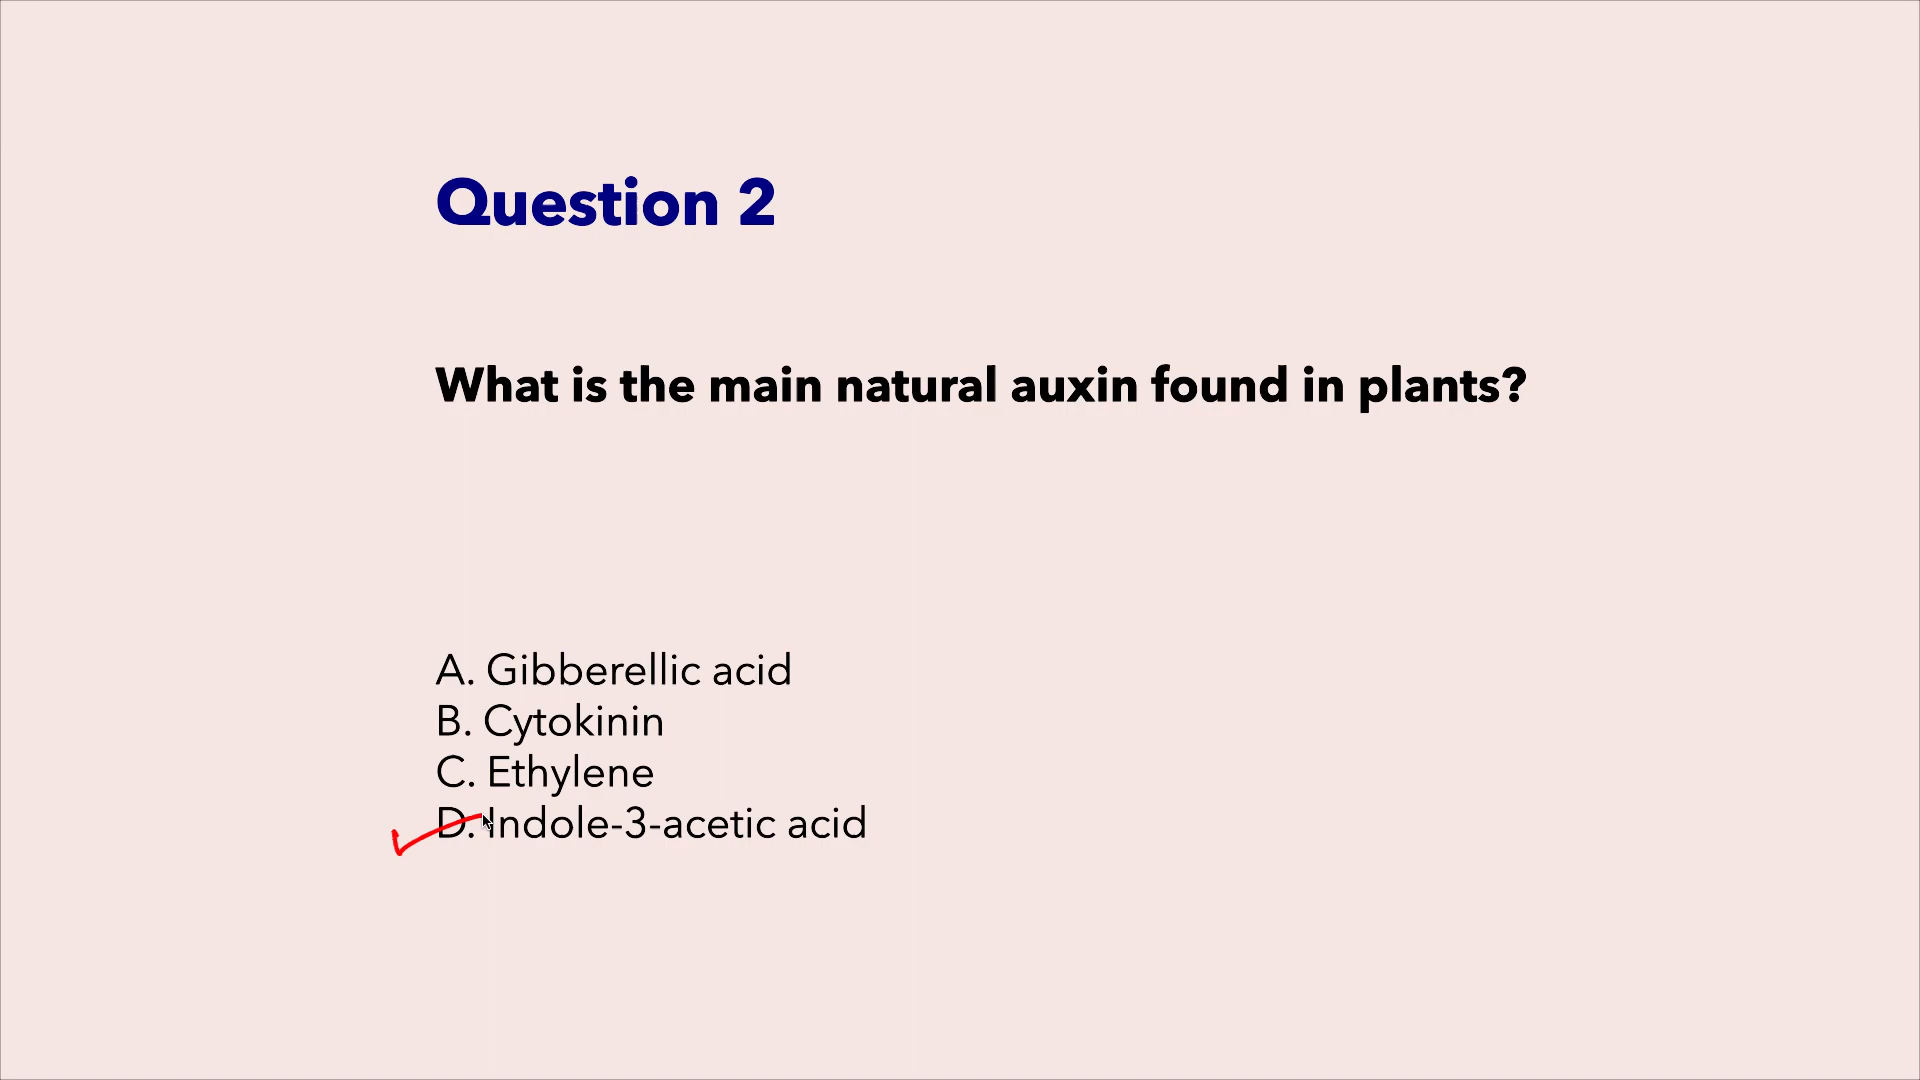 Question 2
What is the main natural auxin found in plants?
A. Gibberellic acid
B. Cytokinin
C. Ethylene
D. Indole-3-acetic acid